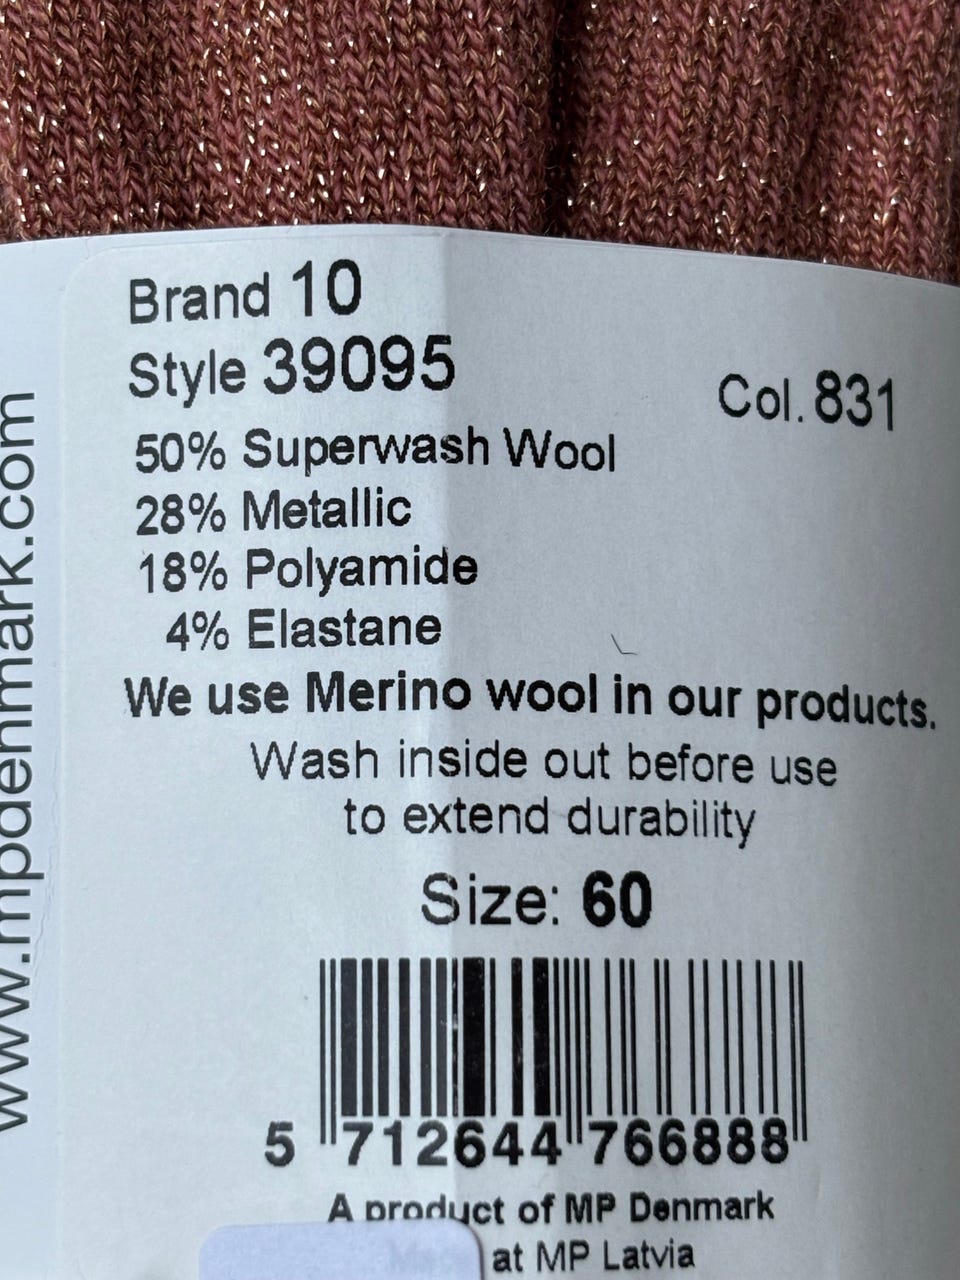 Brand 10
Style 39095
Col. 831
50% Superwash Wool
28% Metallic
18% Polyamide
4% Elastane
We use Merino wool in our products.
Wash inside out before use
to extend durability
Size: 60
5 712644 766888
A product of MP Denmark
at MP Latvia
www.mpdenmark.com